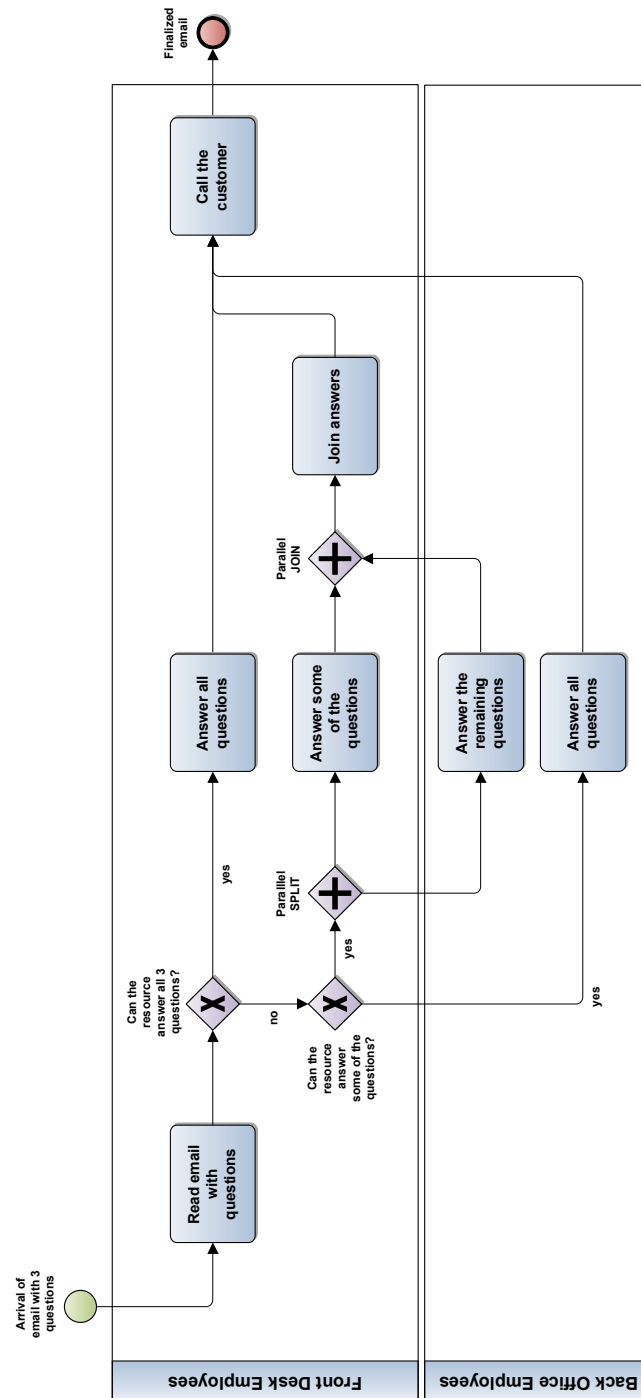 Front Desk Employees
Back Office Employees
Arrival of
email with 3
questions
Read email
with
questions
Can the
resource
answer all 3
questions?
yes
no
Can the
resource
answer
some of the
questions?
yes
yes
Paralllel
SPLIT
Answer all
questions
Answer some
of the
questions
Answer the
remaining
questions
Answer all
questions
Parallel
JOIN
Join answers
Call the
customer
Finalized
email